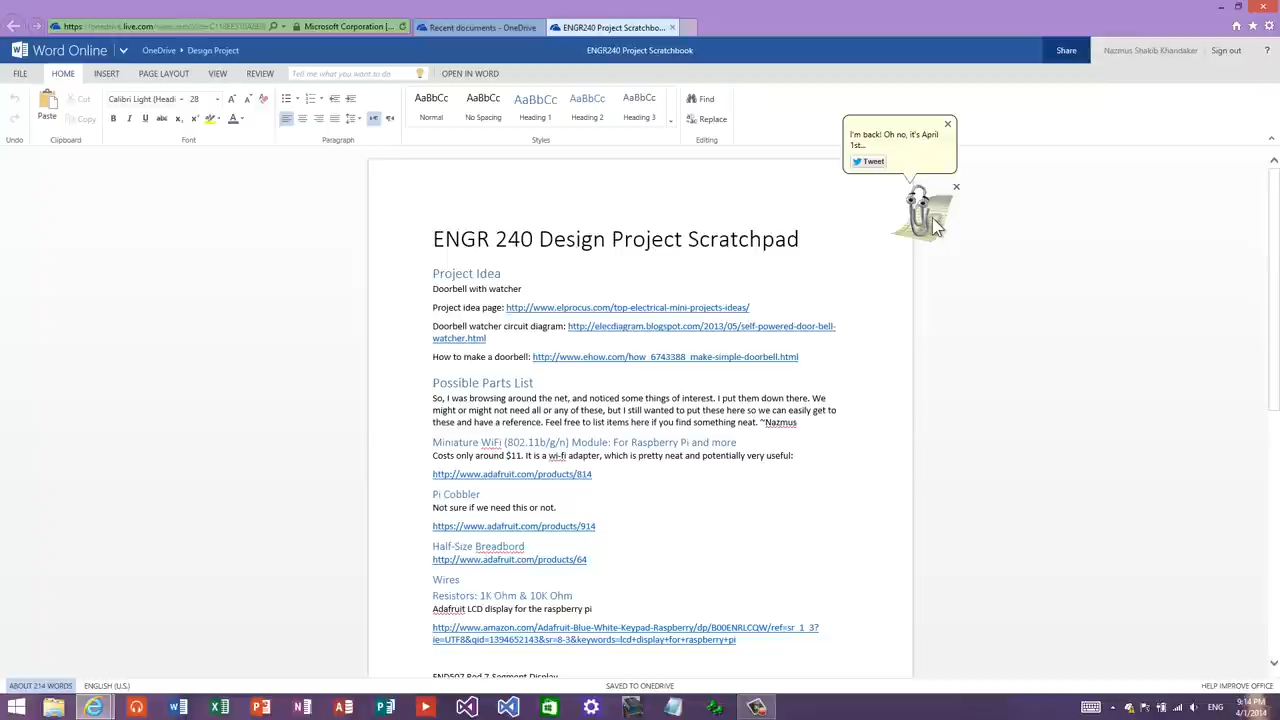 Microsoft Corporation [US]
Recent documents - OneDrive
ENGR240 Project Scratchbo...
Word Online
OneDrive
Design Project
ENGR240 Project Scratchbook
Share
Nazmus Shakib Khandaker
Sign out
?
FILE
HOME
INSERT
PAGE LAYOUT
VIEW
REVIEW
Tell me what you want to do
OPEN IN WORD
Paste
Cut
Copy
Calibri Light (Headi
28
B I U abc x₂ x²
AaBbCc AaBbCc AaBbCc AaBbCc AaBbCc
Normal
No Spacing
Heading 1
Heading 2
Heading 3
Find
Replace
Undo
Clipboard
Font
Paragraph
Styles
Editing
I'm back! Oh no, it's April
1st...
Tweet
ENGR 240 Design Project Scratchpad
Project Idea
Doorbell with watcher
Project idea page: http://www.elprocus.com/top-electrical-mini-projects-ideas/
Doorbell watcher circuit diagram: http://elecdiagram.blogspot.com/2013/05/self-powered-door-bell-
watcher.html
How to make a doorbell: http://www.ehow.com/how_6743388_make-simple-doorbell.html
Possible Parts List
So, I was browsing around the net, and noticed some things of interest. I put them down there. We
might or might not need all or any of these, but I still wanted to put these here so we can easily get to
these and have a reference. Feel free to list items here if you find something neat. ~Nazmus
Miniature WiFi (802.11b/g/n) Module: For Raspberry Pi and more
Costs only around $11. It is a wi-fi adapter, which is pretty neat and potentially very useful:
http://www.adafruit.com/products/814
Pi Cobbler
Not sure if we need this or not.
https://www.adafruit.com/products/914
Half-Size Breadbord
http://www.adafruit.com/products/64
Wires
Resistors: 1K Ohm & 10K Ohm
Adafruit LCD display for the raspberry pi
http://www.amazon.com/Adafruit-Blue-White-Keypad-Raspberry/dp/B00ENRLCQW/ref=sr_1_3?
ie=UTF8&qid=1394652143&sr=8-3&keywords=lcd+display+for+raspberry+pi
ABOUT 214 WORDS
ENGLISH (U.S.)
SAVED TO ONEDRIVE
HELP IMPROVE OFFICE
ENG
9:14 PM
4/1/2014